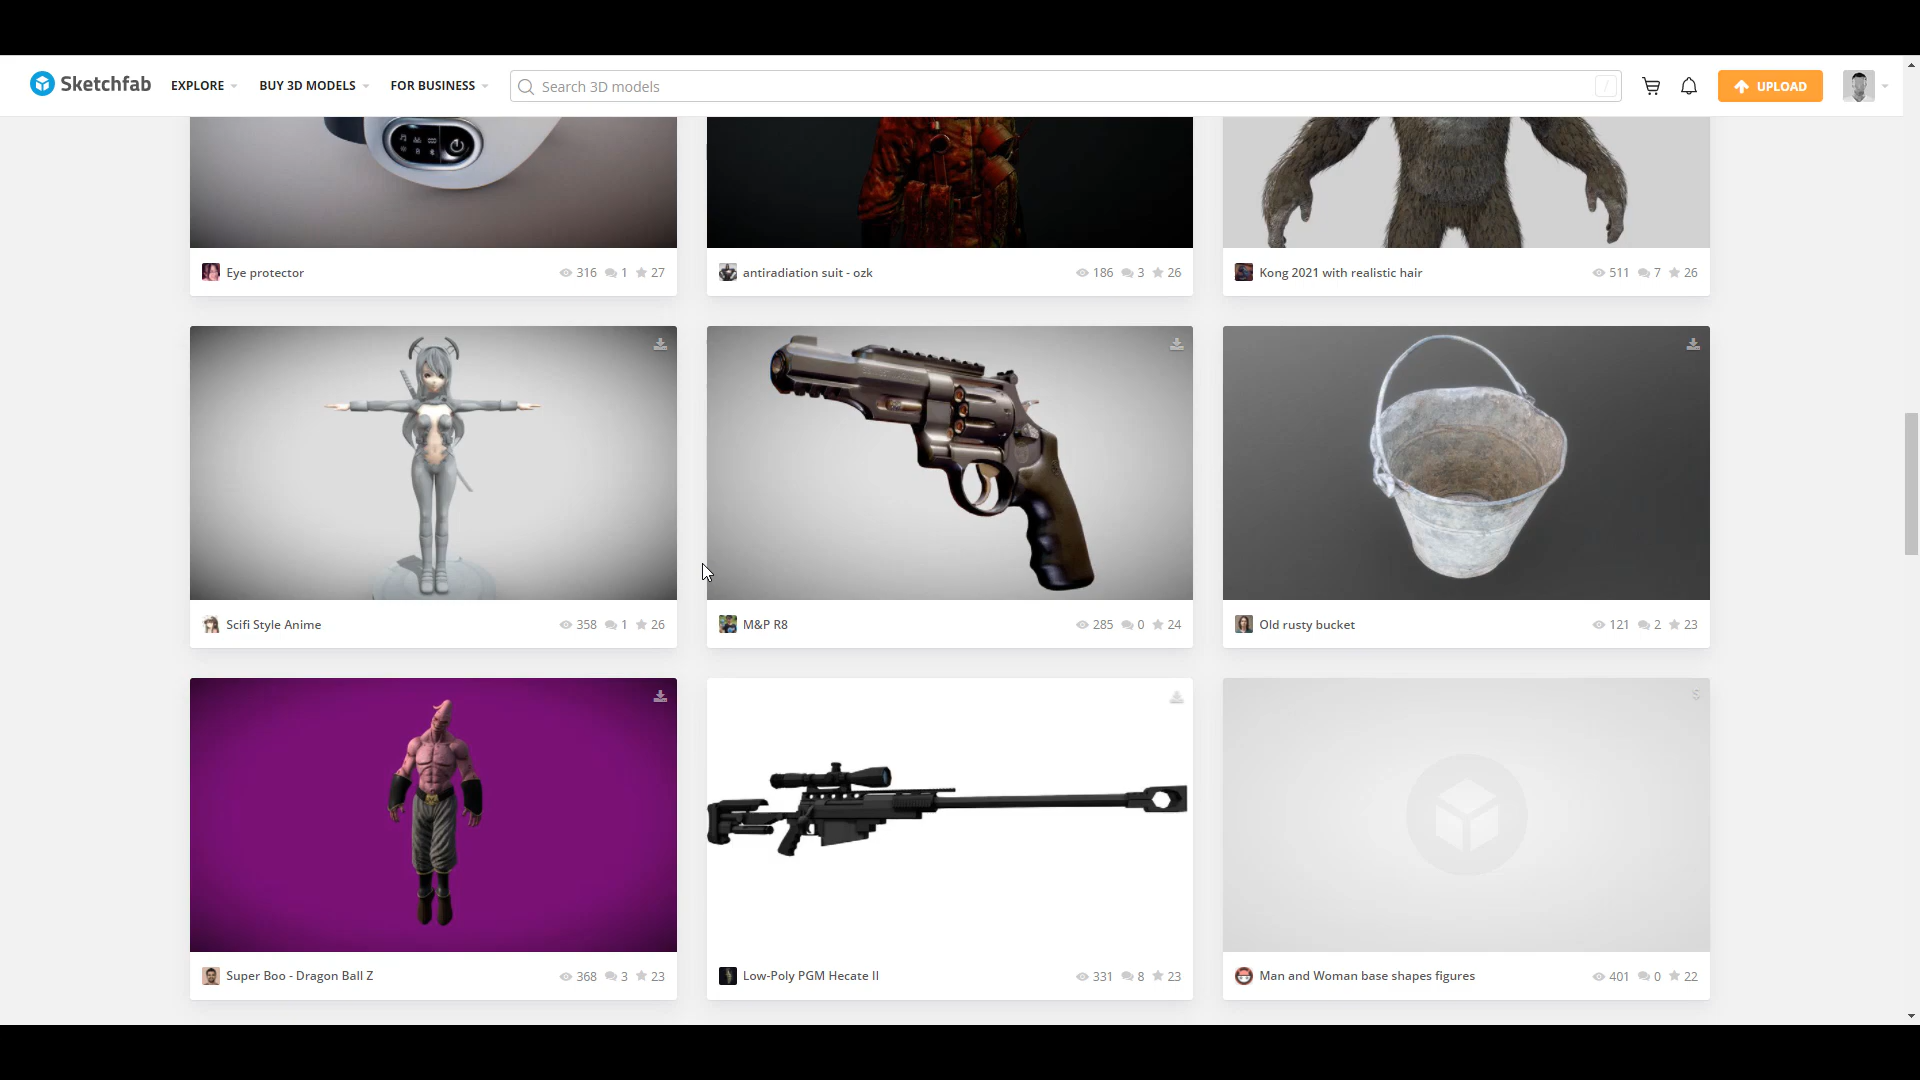 Sketchfab EXPLORE BUY 3D MODELS FOR BUSINESS Search 3D models / UPLOAD
Eye protector 316 1 27
antiradiation suit - ozk 186 3 26
Kong 2021 with realistic hair 511 7 26
Scifi Style Anime 358 1 26
M&P R8 285 0 24
Old rusty bucket 121 2 23
$
Super Boo - Dragon Ball Z 368 3 23
Low-Poly PGM Hecate II 331 8 23
Man and Woman base shapes figures 401 0 22